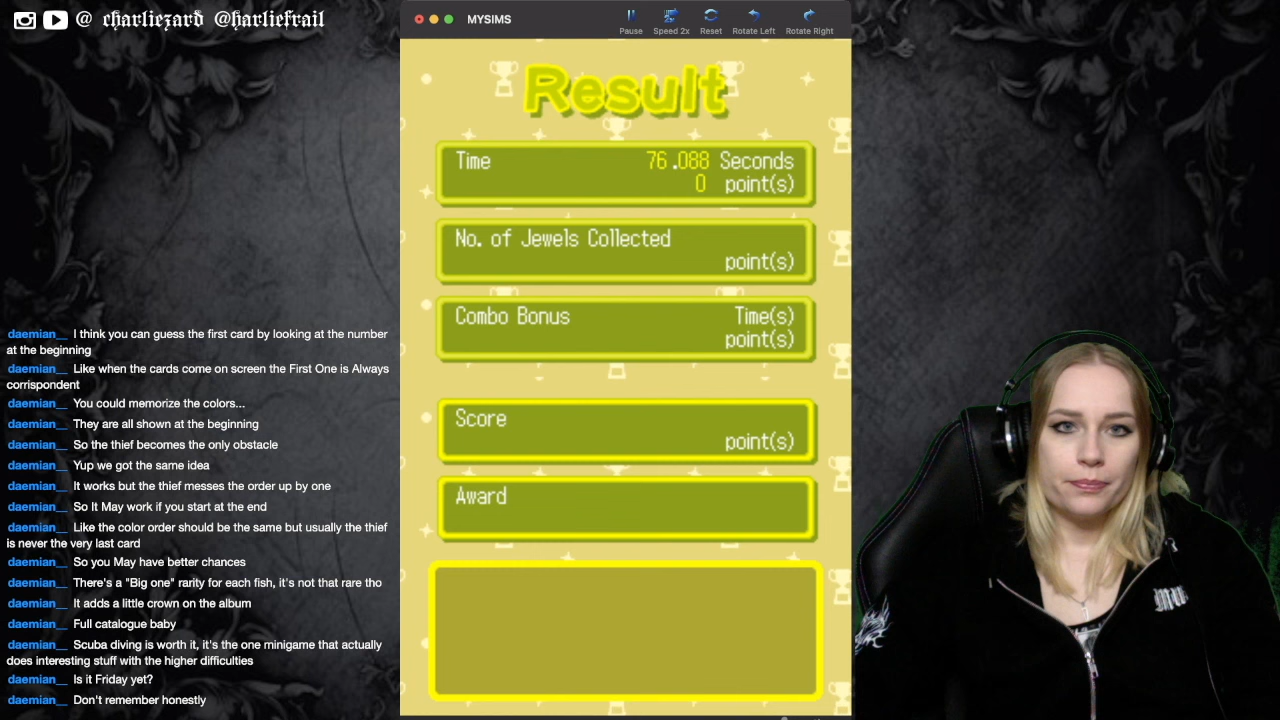 @ charliezard @harliefrail
MYSIMS
Pause
Speed 2x
Reset
Rotate Left
Rotate Right
Result
Time 76.088 Seconds
0 point(s)
No. of Jewels Collected
point(s)
Combo Bonus Time(s)
point(s)
Score
point(s)
Award
daemian__ I think you can guess the first card by looking at the number
at the beginning
daemian__ Like when the cards come on screen the First One is Always
corrispondent
daemian__ You could memorize the colors...
daemian__ They are all shown at the beginning
daemian__ So the thief becomes the only obstacle
daemian__ Yup we got the same idea
daemian__ It works but the thief messes the order up by one
daemian__ So It May work if you start at the end
daemian__ Like the color order should be the same but usually the thief
is never the very last card
daemian__ So you May have better chances
daemian__ There's a "Big one" rarity for each fish, it's not that rare tho
daemian__ It adds a little crown on the album
daemian__ Full catalogue baby
daemian__ Scuba diving is worth it, it's the one minigame that actually
does interesting stuff with the higher difficulties
daemian__ Is it Friday yet?
daemian__ Don't remember honestly